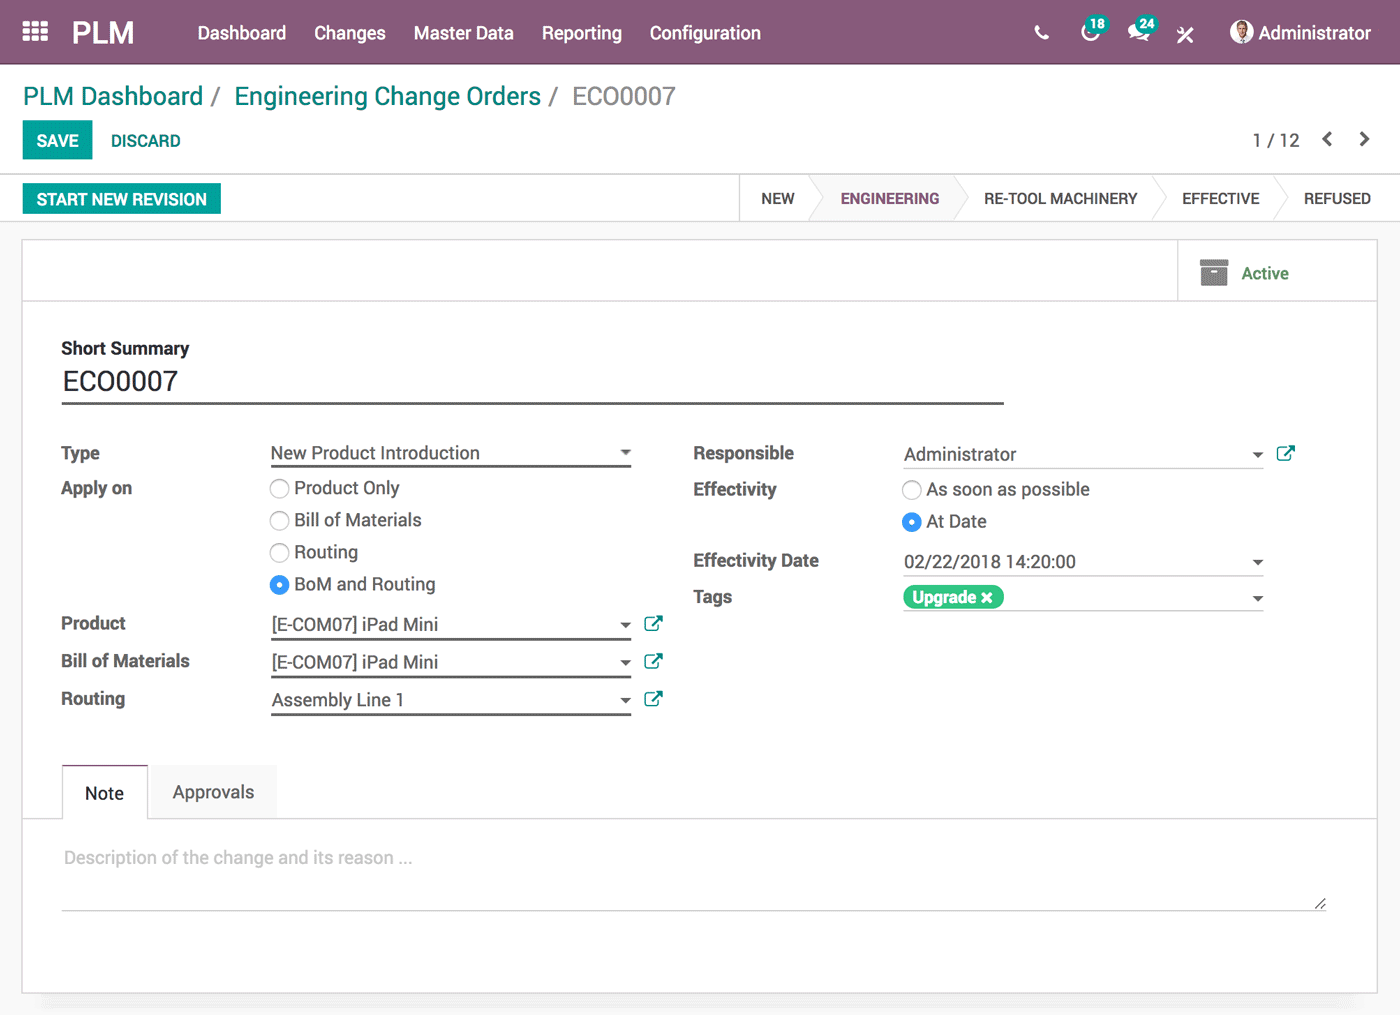 PLM Dashboard Changes Master Data Reporting Configuration 18 24 Administrator
PLM Dashboard / Engineering Change Orders / ECO0007
SAVE DISCARD 1 / 12
START NEW REVISION NEW ENGINEERING RE-TOOL MACHINERY EFFECTIVE REFUSED
Active
Short Summary
ECO0007
Type New Product Introduction
Apply on Product Only
Bill of Materials
Routing
BoM and Routing
Product [E-COM07] iPad Mini
Bill of Materials [E-COM07] iPad Mini
Routing Assembly Line 1
Responsible Administrator
Effectivity As soon as possible
At Date
Effectivity Date 02/22/2018 14:20:00
Tags Upgrade ×
Note Approvals
Description of the change and its reason ...